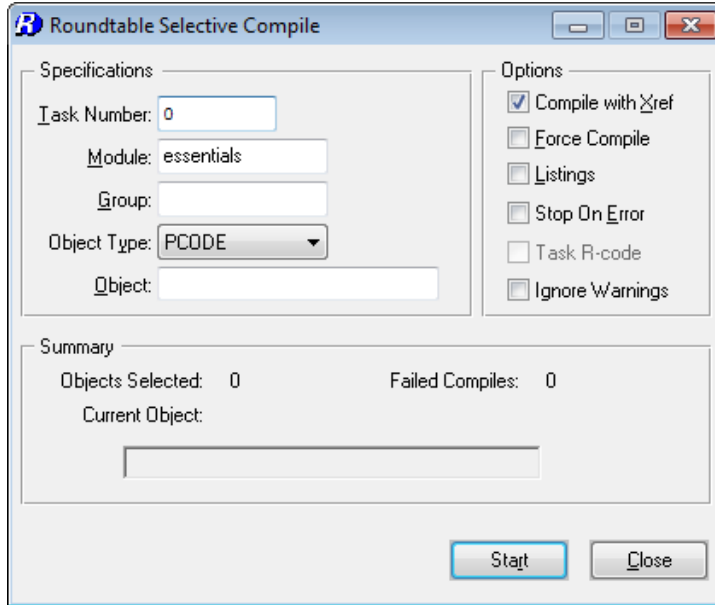 R Roundtable Selective Compile
Specifications
Task Number: 0
Module: essentials
Group:
Object Type: PCODE
Object:
Options
Compile with Xref
Force Compile
Listings
Stop On Error
Task R-code
Ignore Warnings
Summary
Objects Selected: 0 Failed Compiles: 0
Current Object:
Start Close